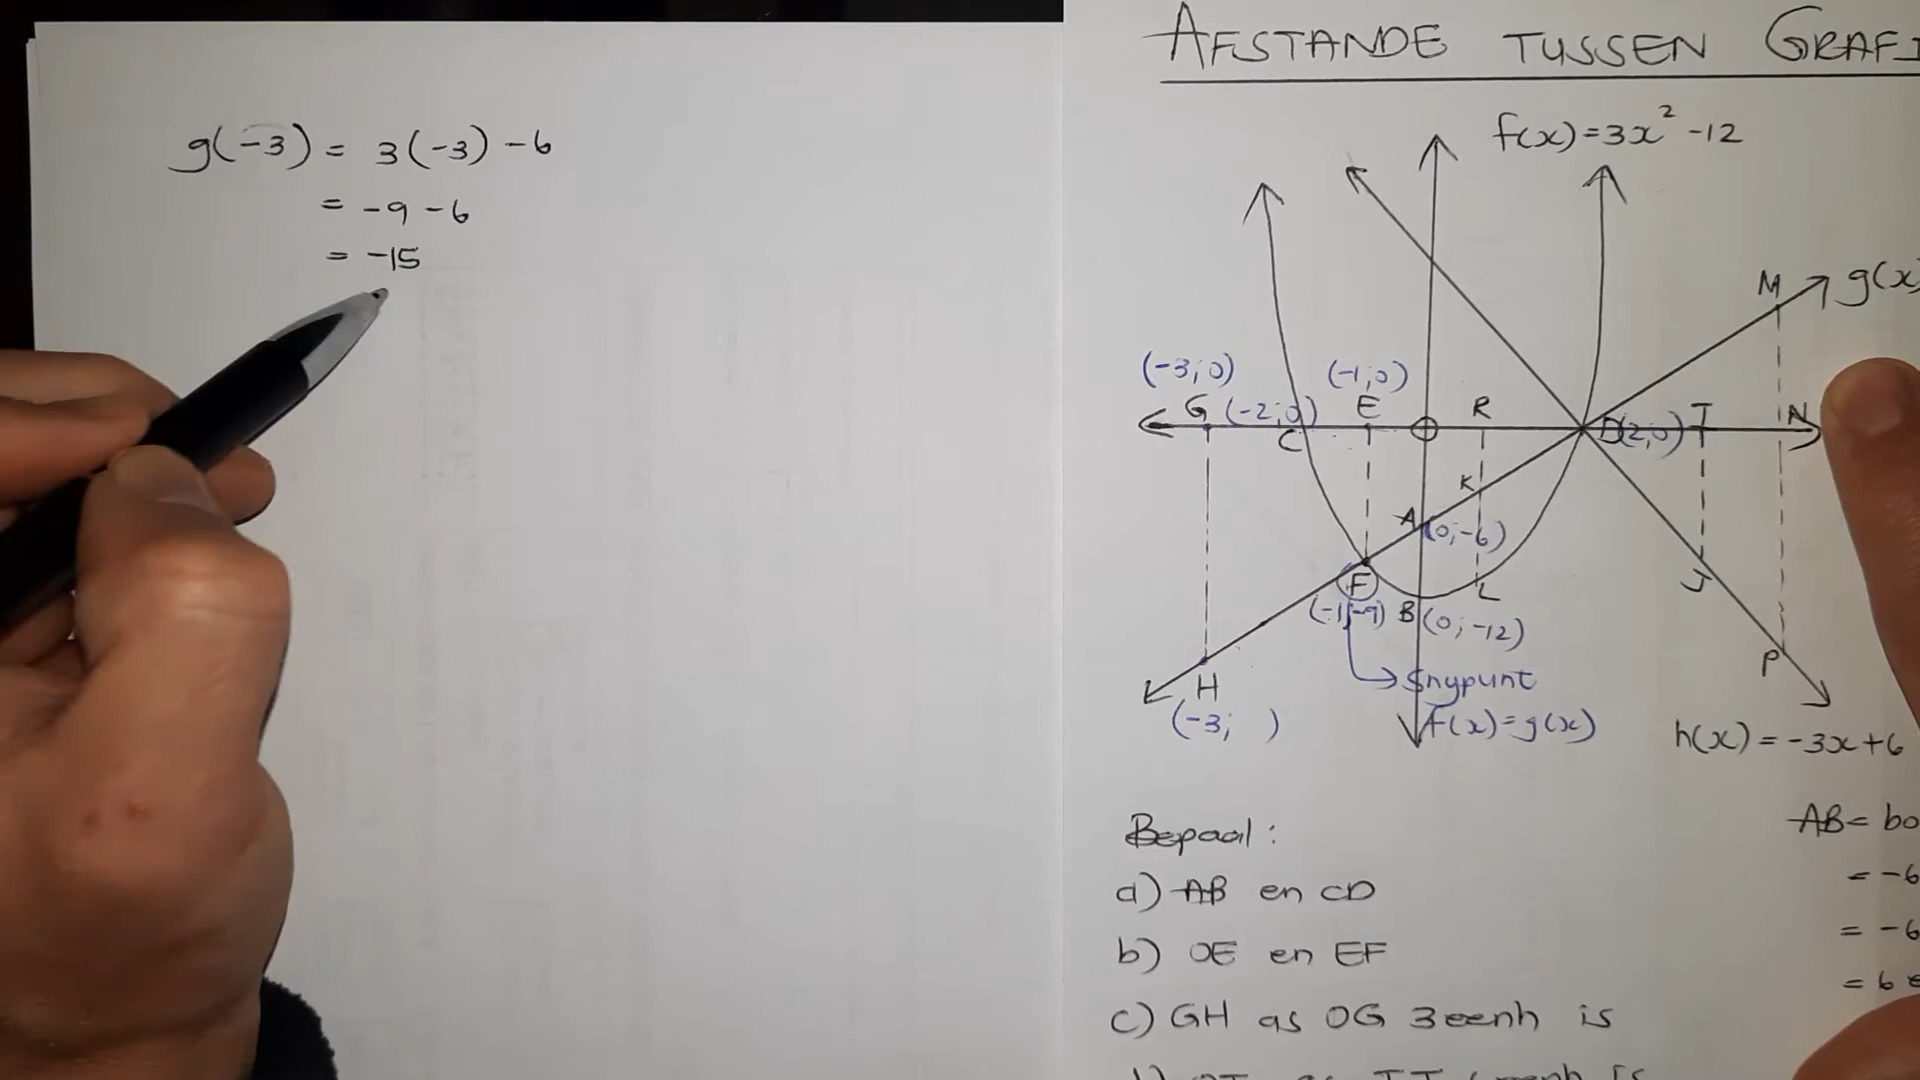 g(-3) = 3(-3) - 6
= -9 - 6
= -15
AFSTANDE TUSSEN GRAFI
f(x) = 3x² - 12
M
g(x)
(-3; 0)
(-1; 0)
G
(-2; 0)
E
R
D(2; 0)
T
N
C
K
A
(0; -6)
F
J
L
(-1; -9)
B
(0; -12)
P
H
Snypunt
(-3; )
f(x) = g(x)
h(x) = -3x + 6
Bepaal :
AB = bo
a) AB en CD
= -6
b) OE en EF
= -6
= 6 e
c) GH as OG 3eenh is